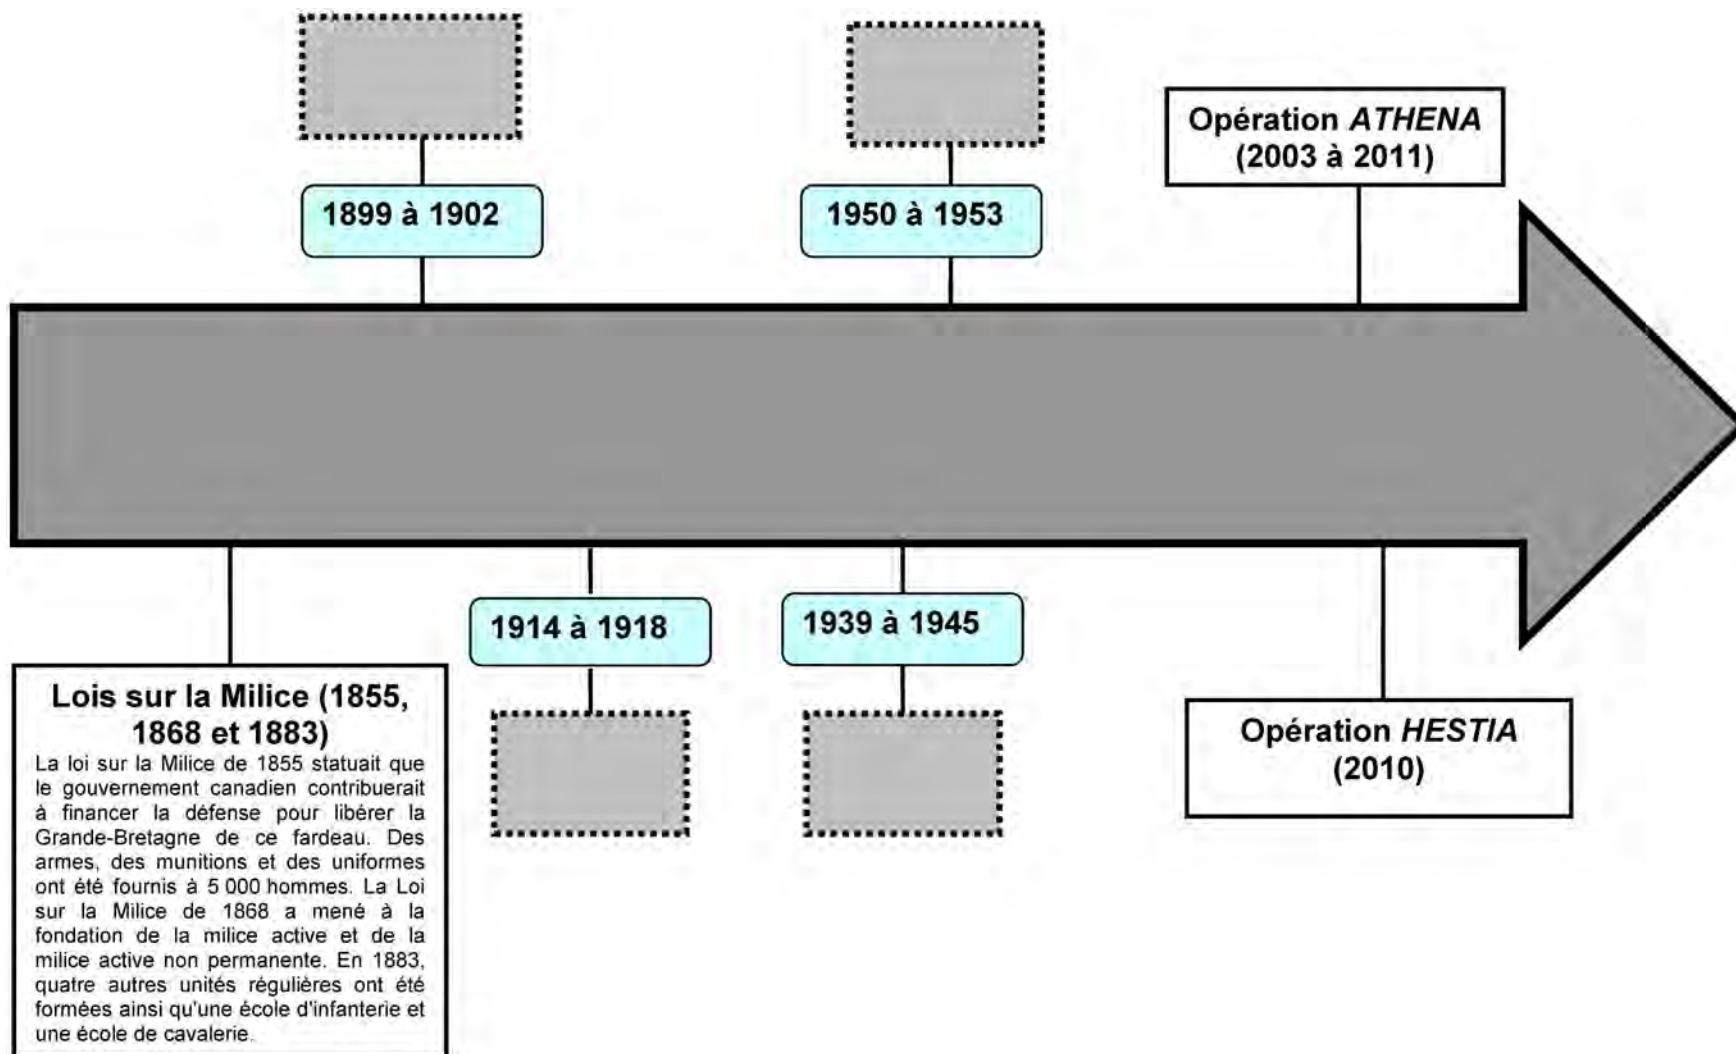 Opération ATHENA
(2003 à 2011)
1899 à 1902
1950 à 1953
1914 à 1918
1939 à 1945
Lois sur la Milice (1855,
1868 et 1883)
La loi sur la Milice de 1855 statuait que
le gouvernement canadien contribuerait
à financer la défense pour libérer la
Grande-Bretagne de ce fardeau. Des
armes, des munitions et des uniformes
ont été fournis à 5 000 hommes. La Loi
sur la Milice de 1868 a mené à la
fondation de la milice active et de la
milice active non permanente. En 1883,
quatre autres unités régulières ont été
formées ainsi qu'une école d'infanterie et
une école de cavalerie.
Opération HESTIA
(2010)